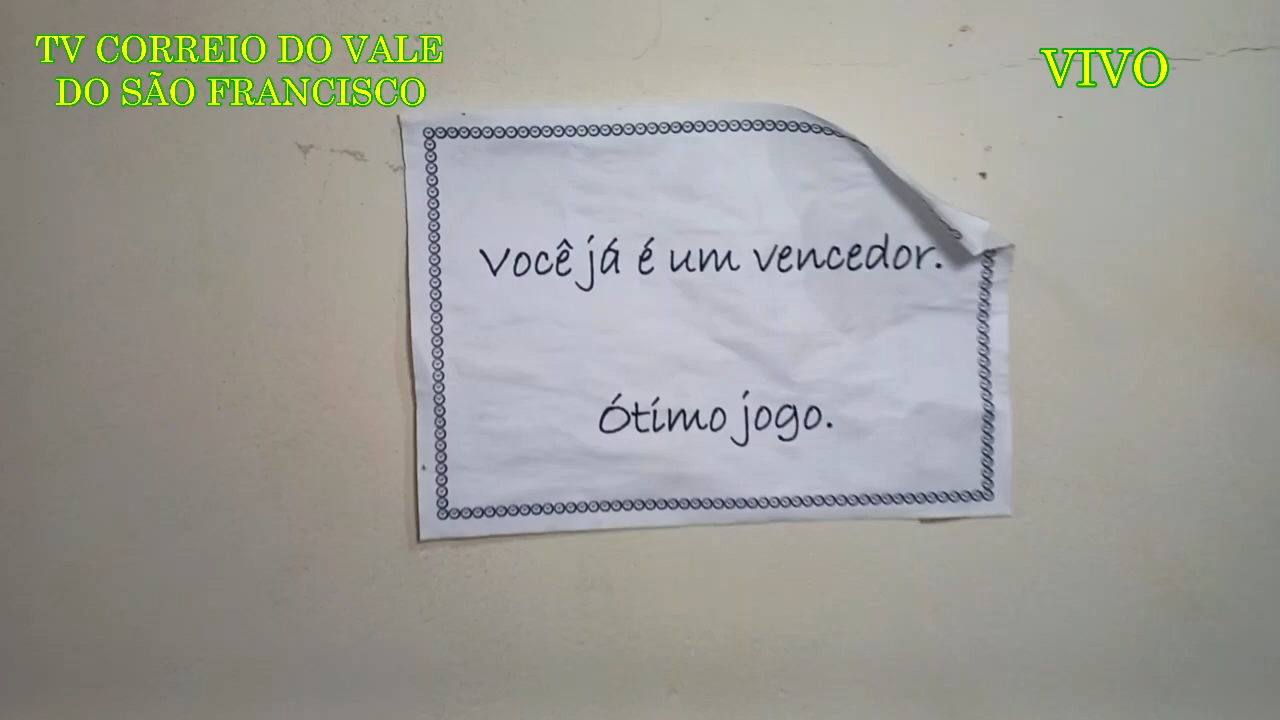 TV CORREIO DO VALE
DO SÃO FRANCISCO
VIVO
Você já é um vencedor.
Ótimo jogo.